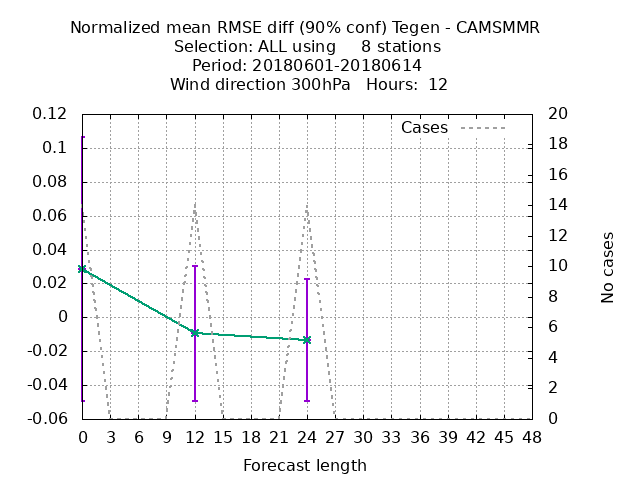 Normalized mean RMSE diff (90% conf) Tegen - CAMSMMR
Selection: ALL using     8 stations
Period: 20180601-20180614
Wind direction 300hPa   Hours:  12
Cases
0.12
0.1
0.08
0.06
0.04
0.02
0
-0.02
-0.04
-0.06
20
18
16
14
12
10
8
6
4
2
0
No cases
0 3 6 9 12 15 18 21 24 27 30 33 36 39 42 45 48
Forecast length